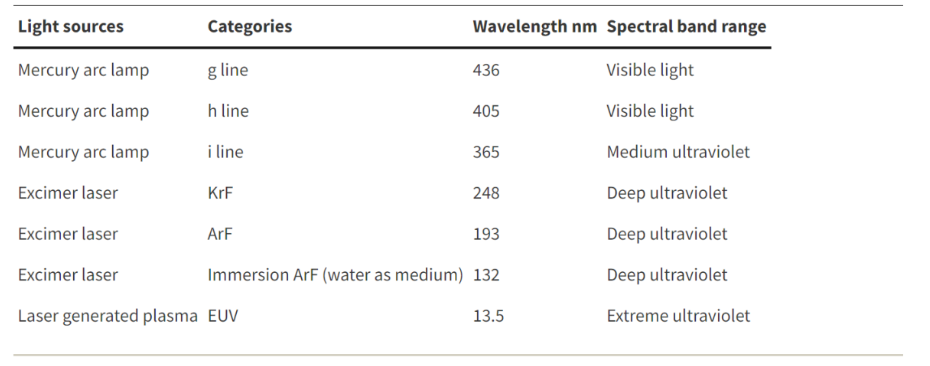 Light sources Categories Wavelength nm Spectral band range
Mercury arc lamp g line 436 Visible light
Mercury arc lamp h line 405 Visible light
Mercury arc lamp i line 365 Medium ultraviolet
Excimer laser KrF 248 Deep ultraviolet
Excimer laser ArF 193 Deep ultraviolet
Excimer laser Immersion ArF (water as medium) 132 Deep ultraviolet
Laser generated plasma EUV 13.5 Extreme ultraviolet